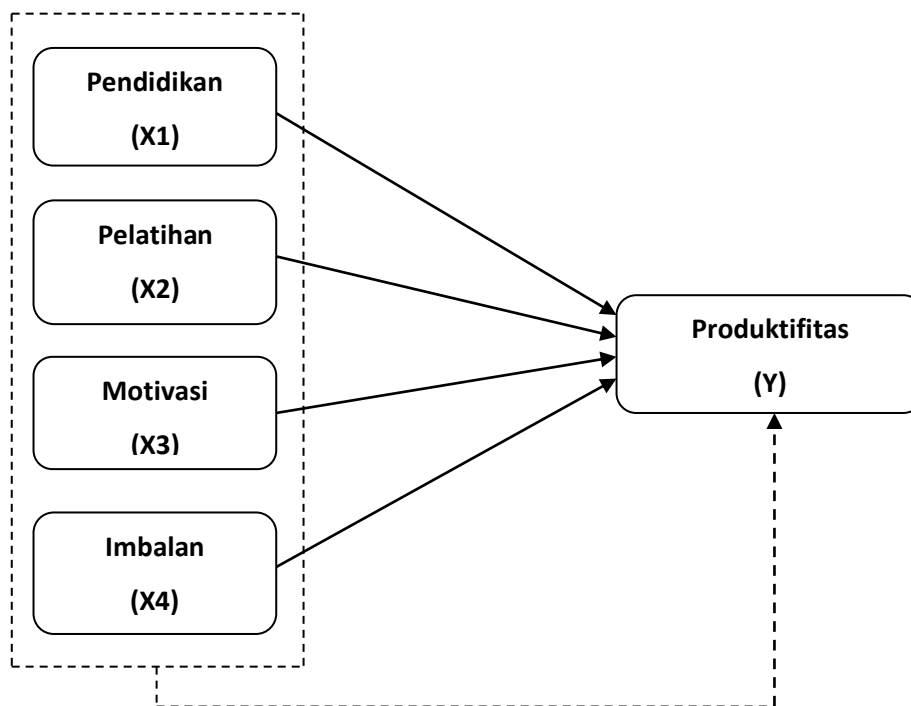 Pendidikan
(X1)
Pelatihan
(X2)
Motivasi
(X3)
Imbalan
(X4)
Produktifitas
(Y)